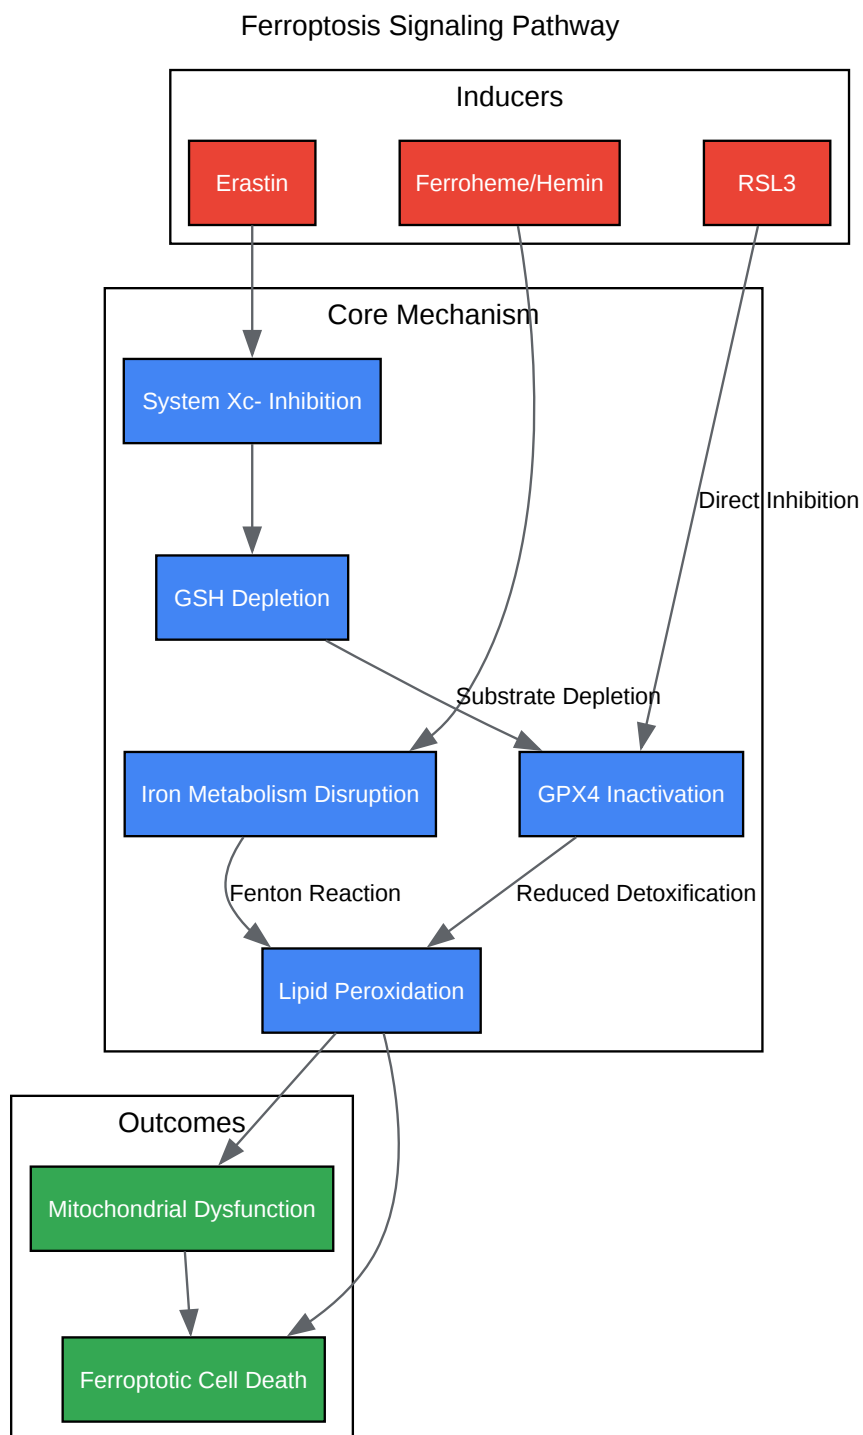 Ferroptosis Signaling Pathway
Inducers
Erastin
Ferroheme/Hemin
RSL3
Core Mechanism
System Xc- Inhibition
Direct Inhibition
GSH Depletion
Substrate Depletion
Iron Metabolism Disruption
GPX4 Inactivation
Fenton Reaction
Reduced Detoxification
Lipid Peroxidation
Outcomes
Mitochondrial Dysfunction
Ferroptotic Cell Death